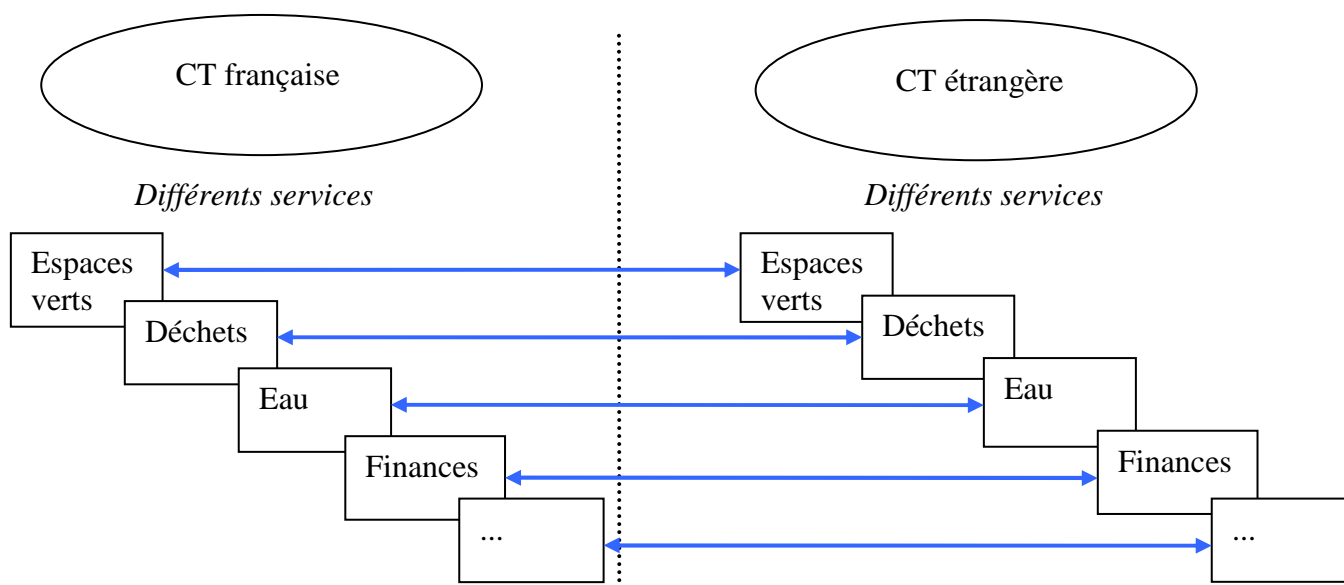 CT française
CT étrangère
Différents services
Différents services
Espaces
verts
Espaces
verts
Déchets
Déchets
Eau
Eau
Finances
Finances
...
...